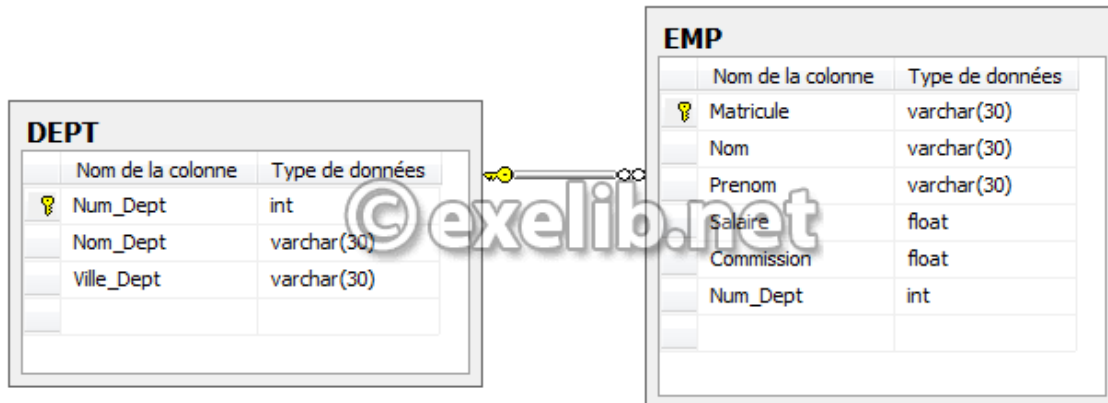 DEPT
Nom de la colonne Type de données
Num_Dept int
Nom_Dept varchar(30)
Ville_Dept varchar(30)
EMP
Nom de la colonne Type de données
Matricule varchar(30)
Nom varchar(30)
Prenom varchar(30)
Salaire float
Commission float
Num_Dept int
© exelib.net